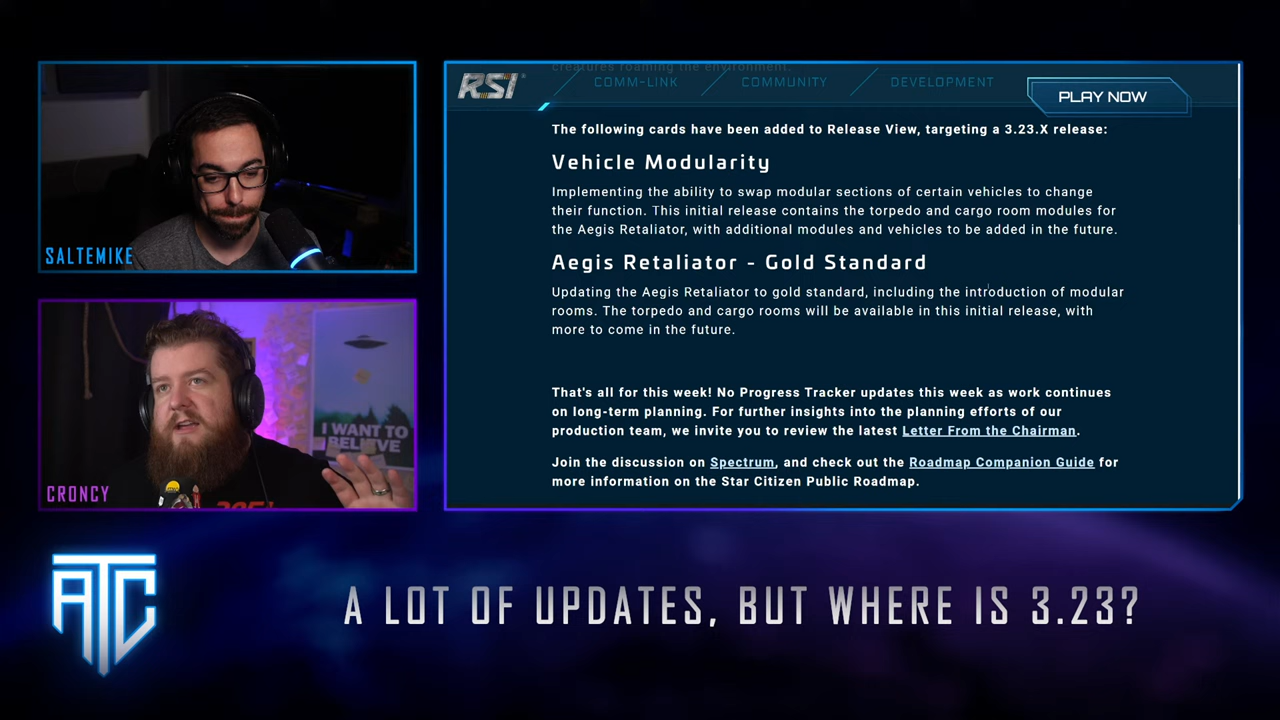 SALTEMIKE
I WANT TO
BELIEVE
CRONCY
creatures roaming the environment.
RSI
COMM-LINK
COMMUNITY
DEVELOPMENT
PLAY NOW
The following cards have been added to Release View, targeting a 3.23.X release:
Vehicle Modularity
Implementing the ability to swap modular sections of certain vehicles to change
their function. This initial release contains the torpedo and cargo room modules for
the Aegis Retaliator, with additional modules and vehicles to be added in the future.
Aegis Retaliator - Gold Standard
Updating the Aegis Retaliator to gold standard, including the introduction of modular
rooms. The torpedo and cargo rooms will be available in this initial release, with
more to come in the future.
That's all for this week! No Progress Tracker updates this week as work continues
on long-term planning. For further insights into the planning efforts of our
production team, we invite you to review the latest Letter From the Chairman.
Join the discussion on Spectrum, and check out the Roadmap Companion Guide for
more information on the Star Citizen Public Roadmap.
ATC
A LOT OF UPDATES, BUT WHERE IS 3.23?